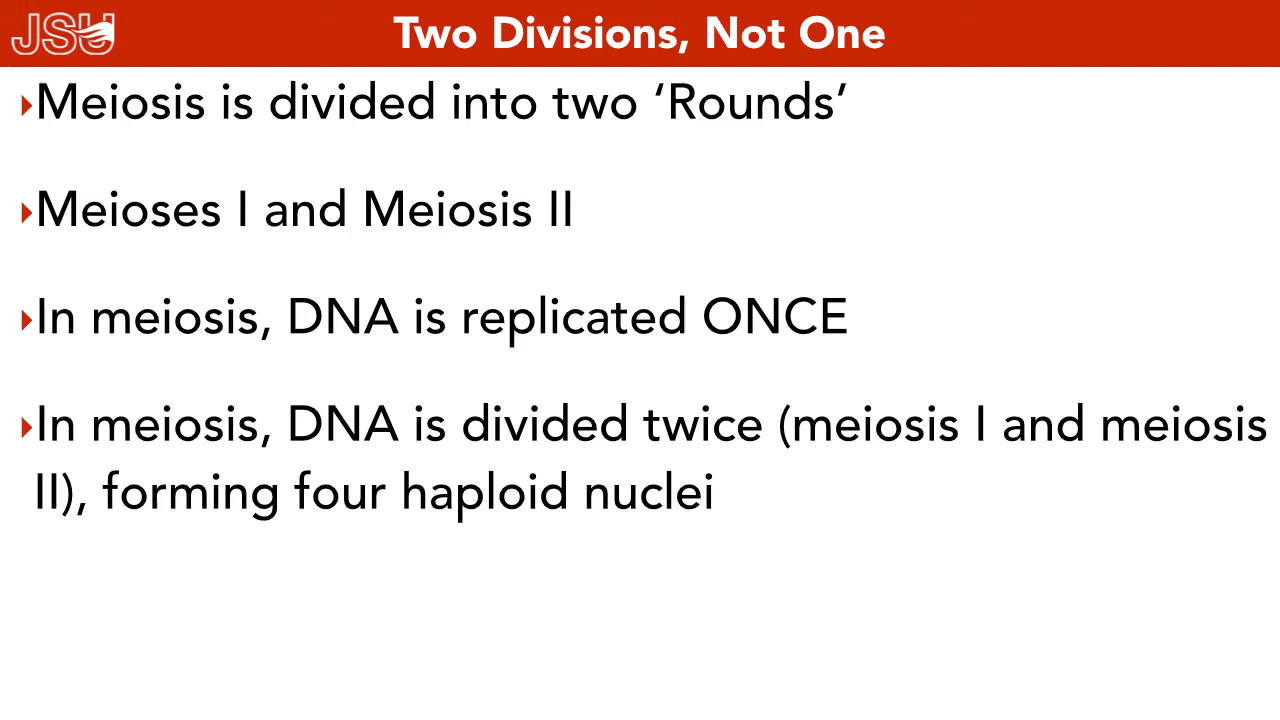 JSU
Two Divisions, Not One
‣Meiosis is divided into two ‘Rounds’
‣Meioses I and Meiosis II
‣In meiosis, DNA is replicated ONCE
‣In meiosis, DNA is divided twice (meiosis I and meiosis
II), forming four haploid nuclei